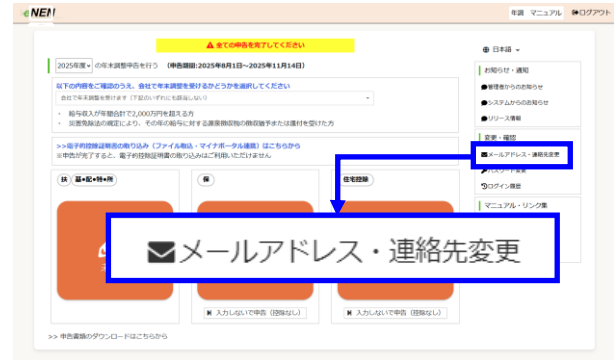 eNEN
年調 マニュアル ログアウト
全ての申告を完了してください
日本語
2025年度 の年末調整申告を行う (申告期間:2025年8月1日~2025年11月14日)
以下の内容をご確認のうえ、会社で年末調整を受けるかどうかを選択してください
会社で年末調整を受けます(下記のいずれにも該当しない)
・ 給与収入が年間合計で2,000万円を超える方
・ 災害免除法の規定により、その年の給与に対する源泉徴収税の徴収猶予または還付を受けた方
>>電子的控除証明書の取り込み(ファイル取込・マイナポータル連携)はこちらから
※申告が完了すると、電子的控除証明書の取り込みはご利用いただけません
扶 基•配•特•所
保
住宅控除
入力しないで申告(控除なし)
入力しないで申告(控除なし)
>> 申告書類のダウンロードはこちらから
お知らせ・通知
管理者からのお知らせ
システムからのお知らせ
リリース情報
変更・確認
メールアドレス・連絡先変更
パスワード変更
ログイン履歴
マニュアル・リンク集
メールアドレス・連絡先変更